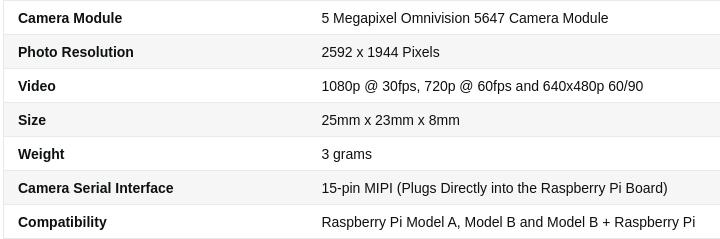 Camera Module 5 Megapixel Omnivision 5647 Camera Module
Photo Resolution 2592 x 1944 Pixels
Video 1080p @ 30fps, 720p @ 60fps and 640x480p 60/90
Size 25mm x 23mm x 8mm
Weight 3 grams
Camera Serial Interface 15-pin MIPI (Plugs Directly into the Raspberry Pi Board)
Compatibility Raspberry Pi Model A, Model B and Model B + Raspberry Pi